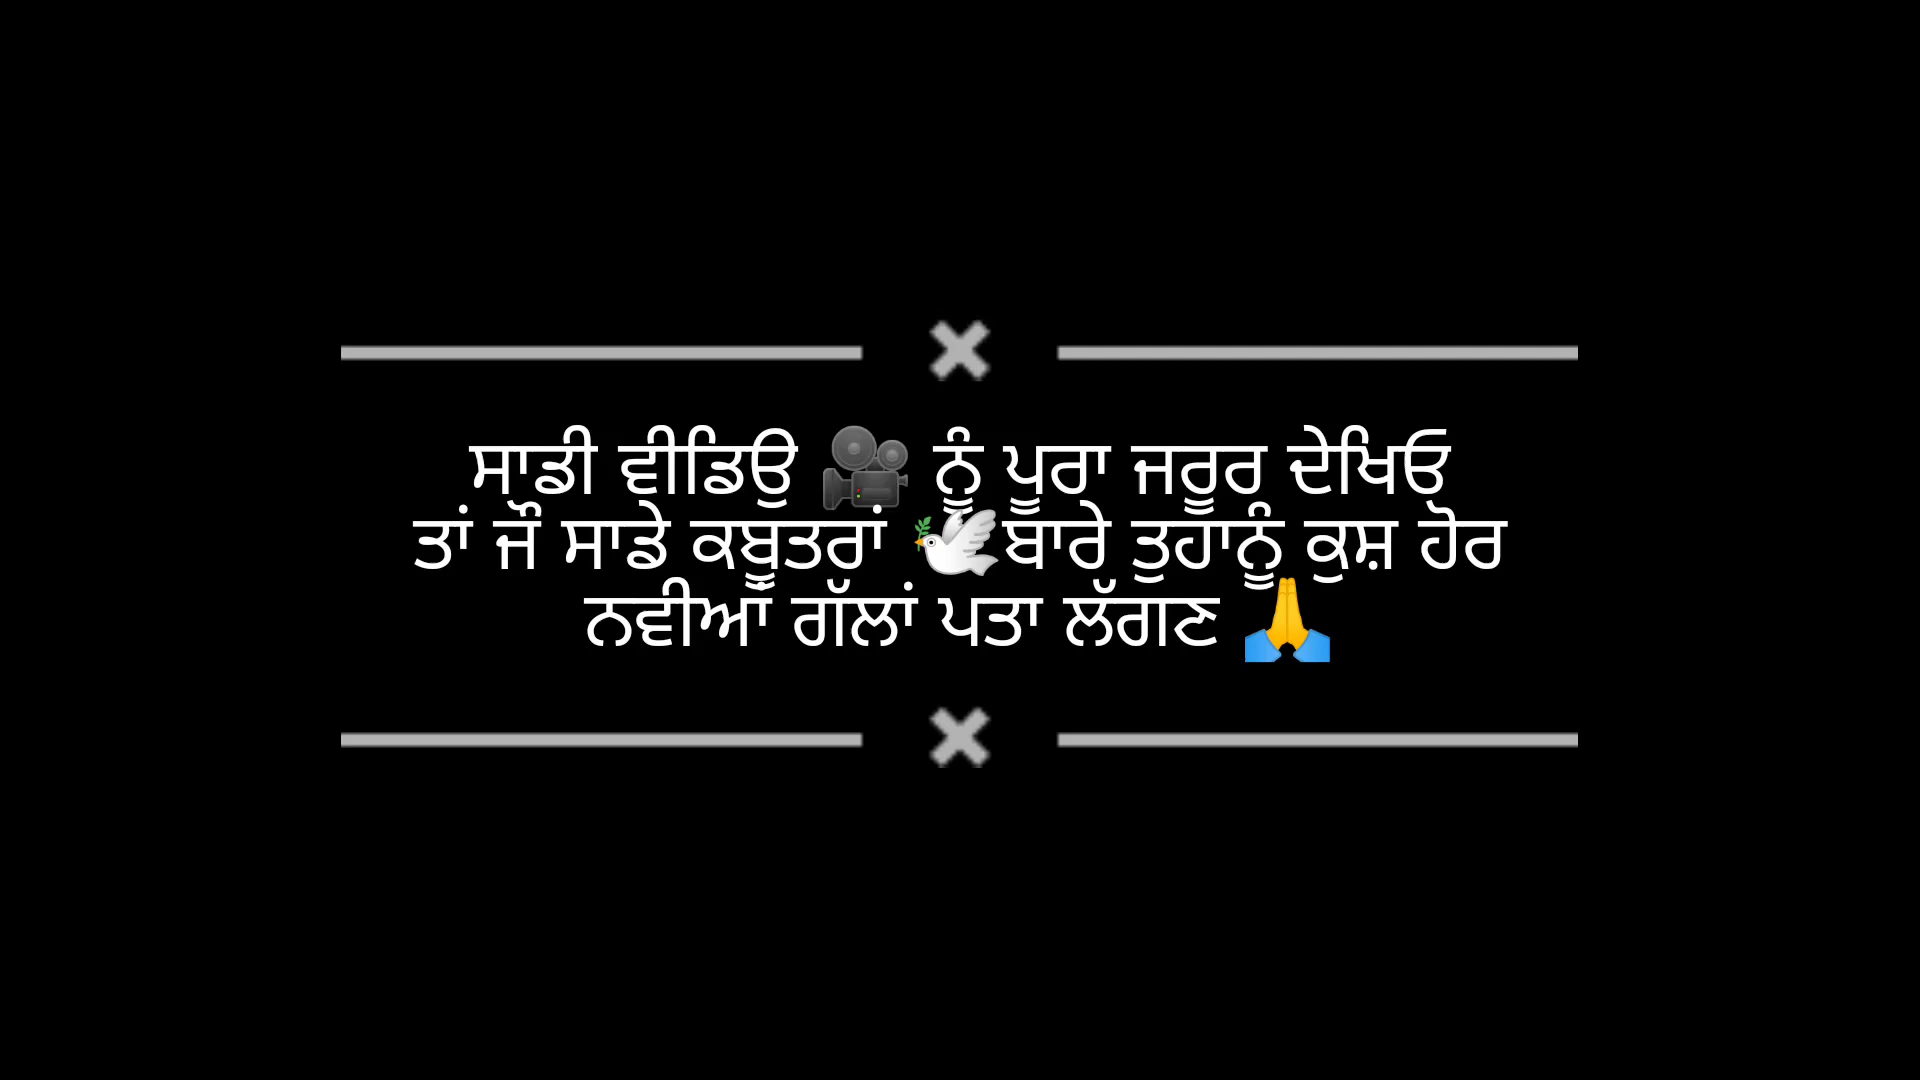 ਸਾਡੀ ਵੀਡਿਉ 🎥 ਨੂੰ ਪੂਰਾ ਜਰੂਰ ਦੇਖਿਓ
ਤਾਂ ਜੌ ਸਾਡੇ ਕਬੂਤਰਾਂ 🕊️ਬਾਰੇ ਤੁਹਾਨੂੰ ਕੁਸ਼ ਹੋਰ
ਨਵੀਆਂ ਗੱਲਾਂ ਪਤਾ ਲੱਗਣ 🙏